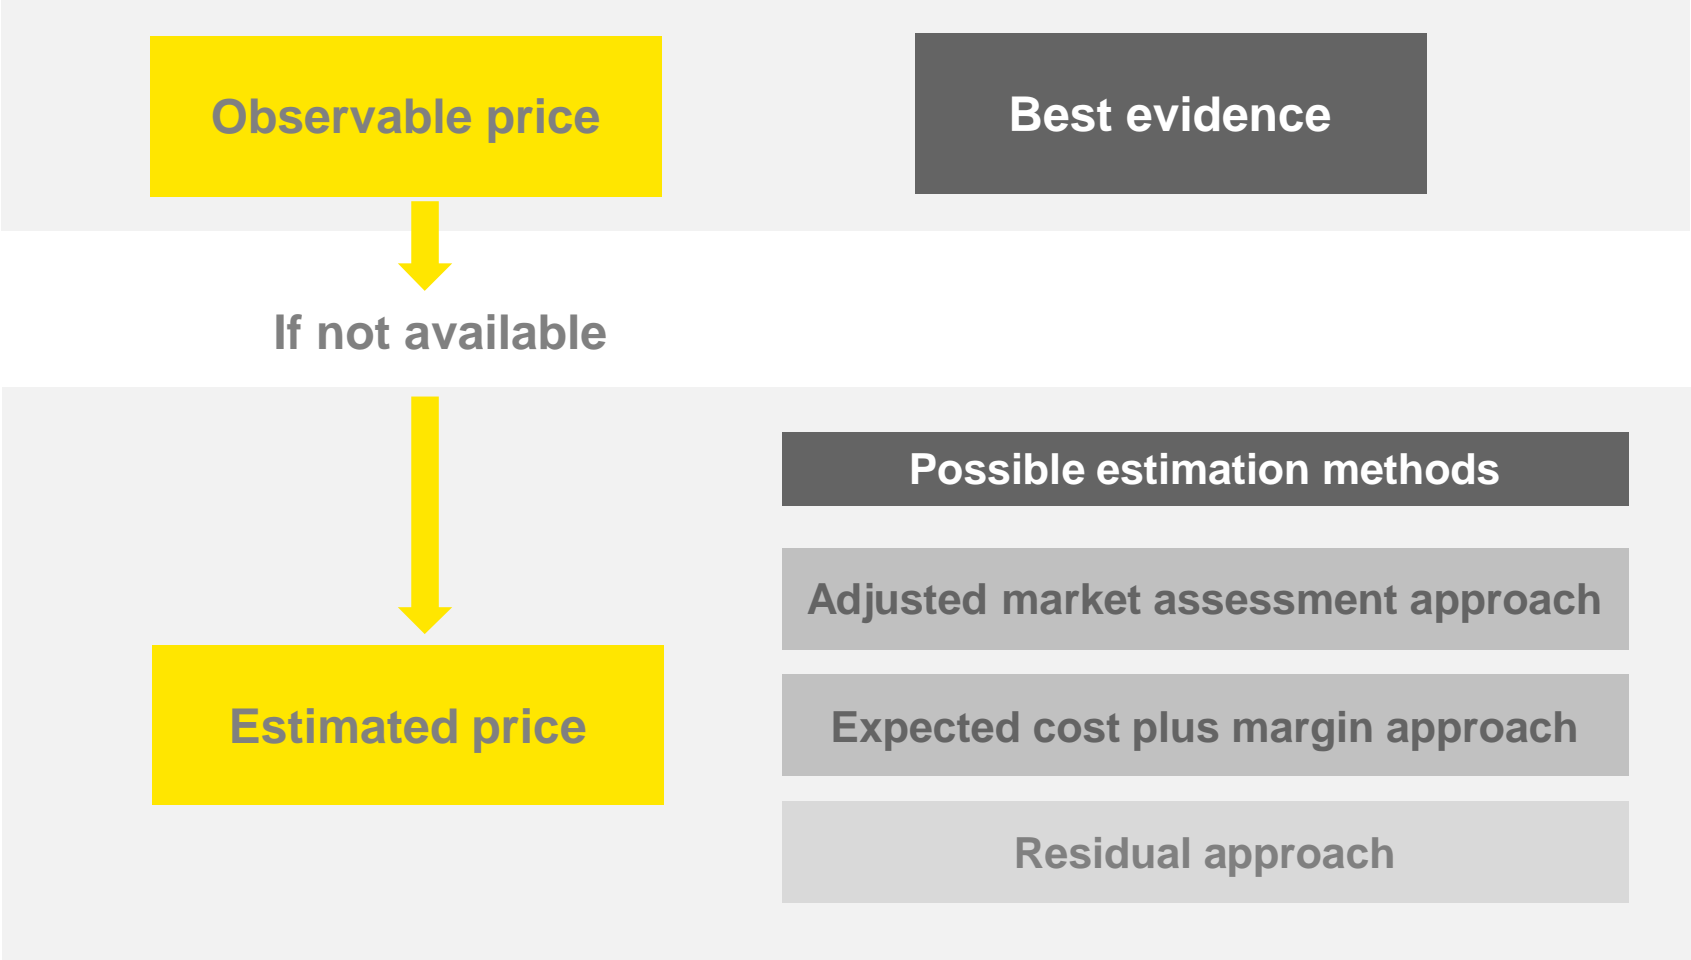 Observable price
Best evidence
If not available
Possible estimation methods
Adjusted market assessment approach
Estimated price
Expected cost plus margin approach
Residual approach